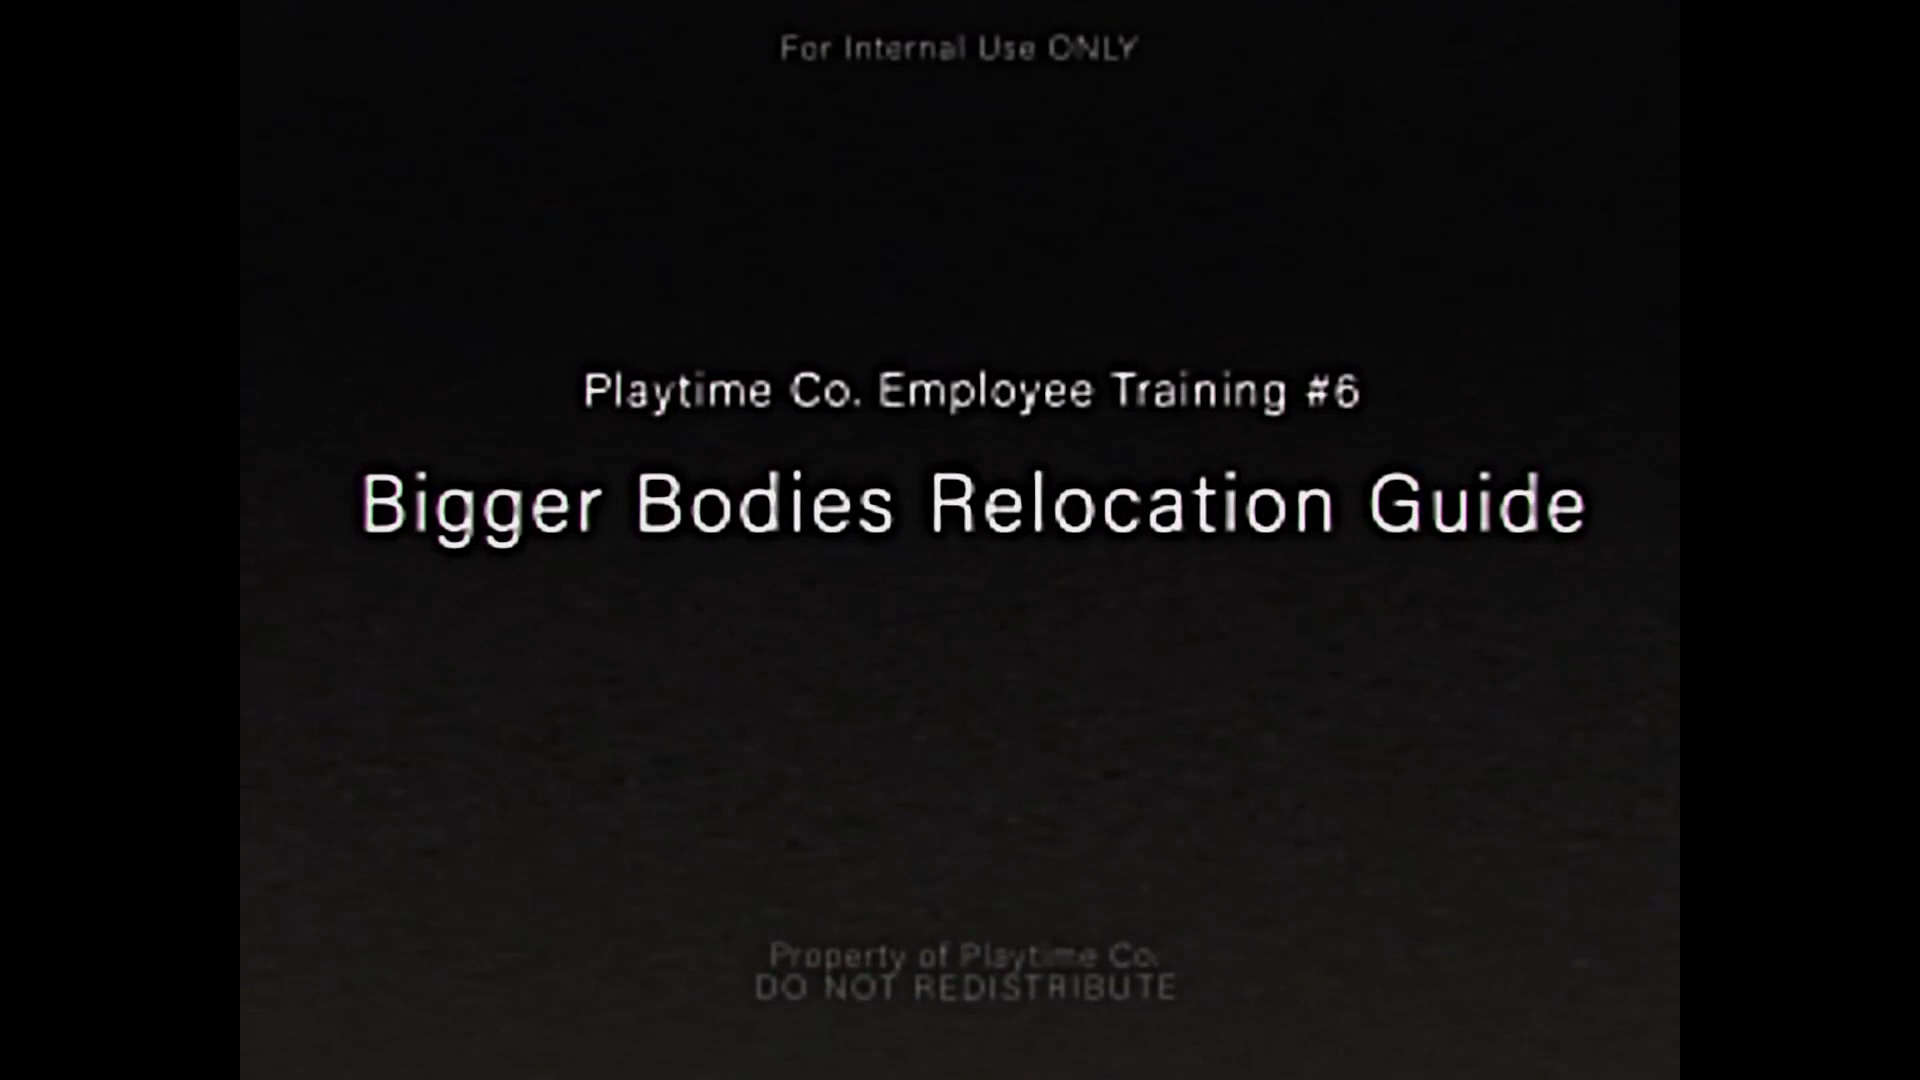 For Internal Use ONLY
Playtime Co. Employee Training #6
Bigger Bodies Relocation Guide
Property of Playtime Co.
DO NOT REDISTRIBUTE